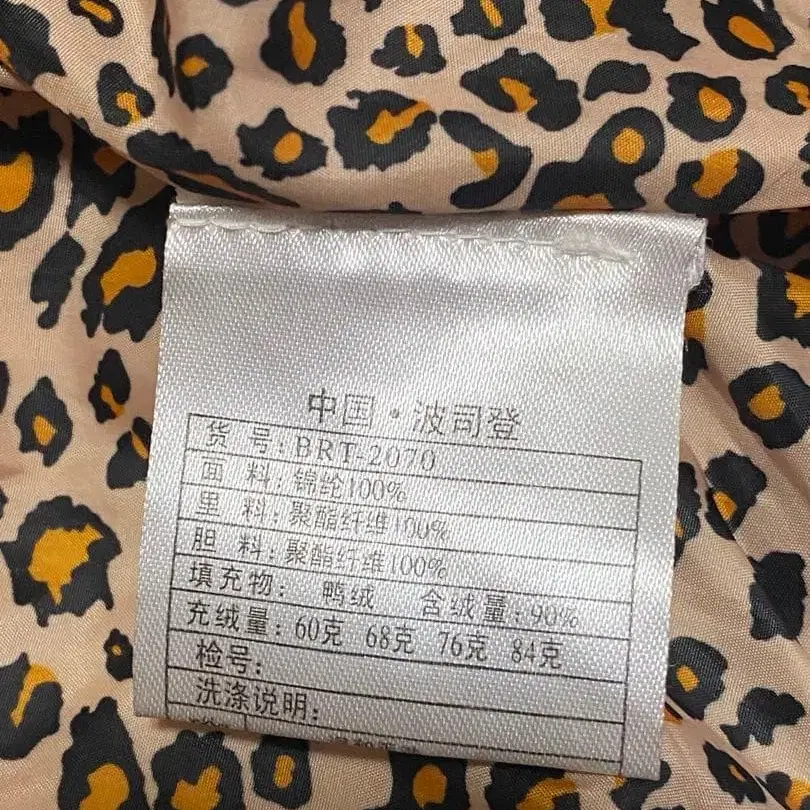 中国·波司登
货 号：BRT-2070
面 料：锦纶100%
里 料：聚酯纤维100%
胆 料：聚酯纤维100%
填充物： 鸭绒 含绒量：90%
充绒量：60克 68克 76克 84克
检号：
洗涤说明：